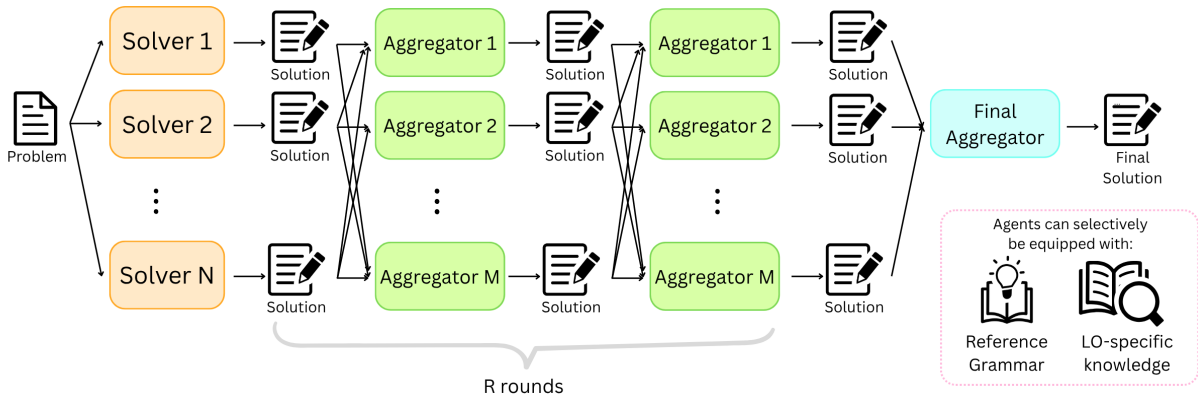 Problem
Solver 1
Solver 2
Solver N
Solution
Solution
Solution
Aggregator 1
Aggregator 2
Aggregator M
Solution
Solution
Solution
Aggregator 1
Aggregator 2
Aggregator M
Solution
Solution
Solution
Final
Aggregator
Final
Solution
R rounds
Agents can selectively
be equipped with:
Reference
Grammar
LO-specific
knowledge